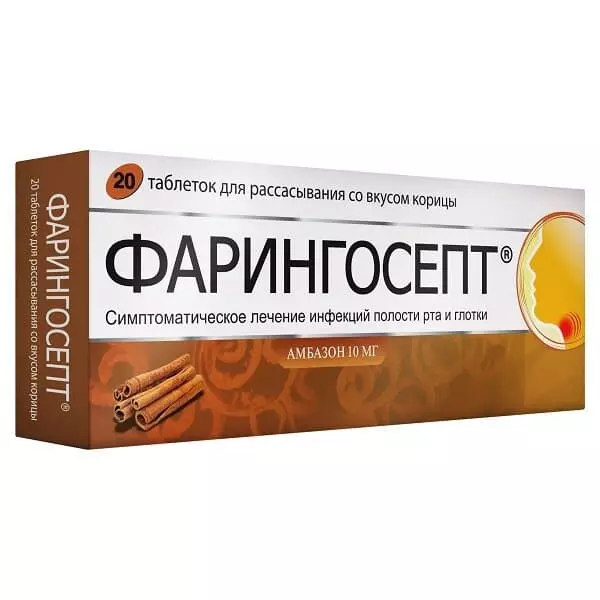 20 таблеток для рассасывания со вкусом корицы
ФАРИНГОСЕПТ®
Симптоматическое лечение инфекций полости рта и глотки
АМБАЗОН 10 МГ
ФАРИНГОСЕПТ®
20 таблеток для рассасывания со вкусом корицы